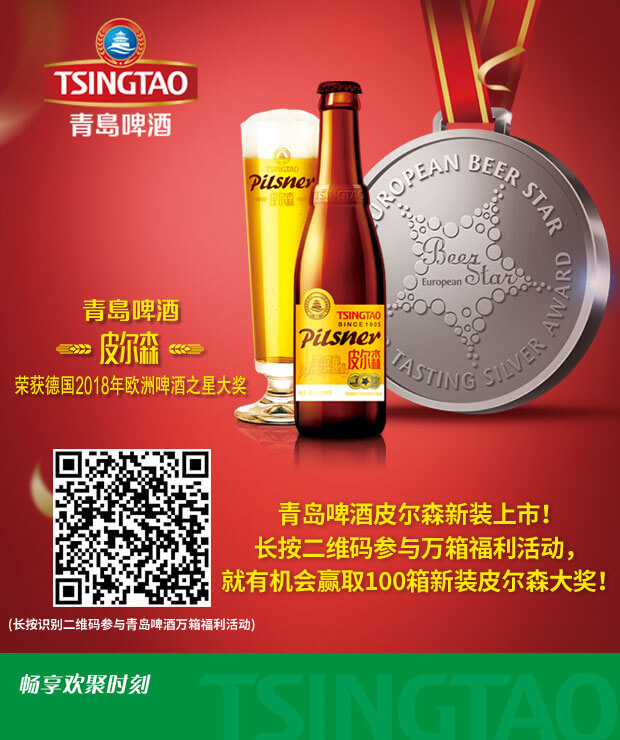 TSINGTAO
青島啤酒
TSINGTAO
Pilsner
皮尔森
TSINGTAO
SINCE 1903
Pilsner
皮尔森
EUROPEAN BEER STAR
Beer
European Star
TASTING SILVER AWARD
青島啤酒
皮尔森
荣获德国2018年欧洲啤酒之星大奖
青岛啤酒皮尔森新装上市！
长按二维码参与万箱福利活动，
就有机会赢取100箱新装皮尔森大奖！
(长按识别二维码参与青岛啤酒万箱福利活动)
畅享欢聚时刻
TSINGTAO